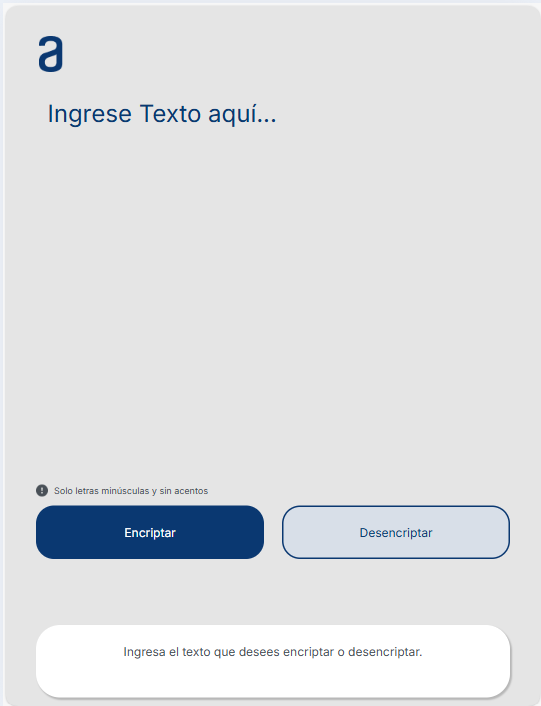 a
Ingrese Texto aquí...
Solo letras minúsculas y sin acentos
Encriptar
Desencriptar
Ingresa el texto que desees encriptar o desencriptar.